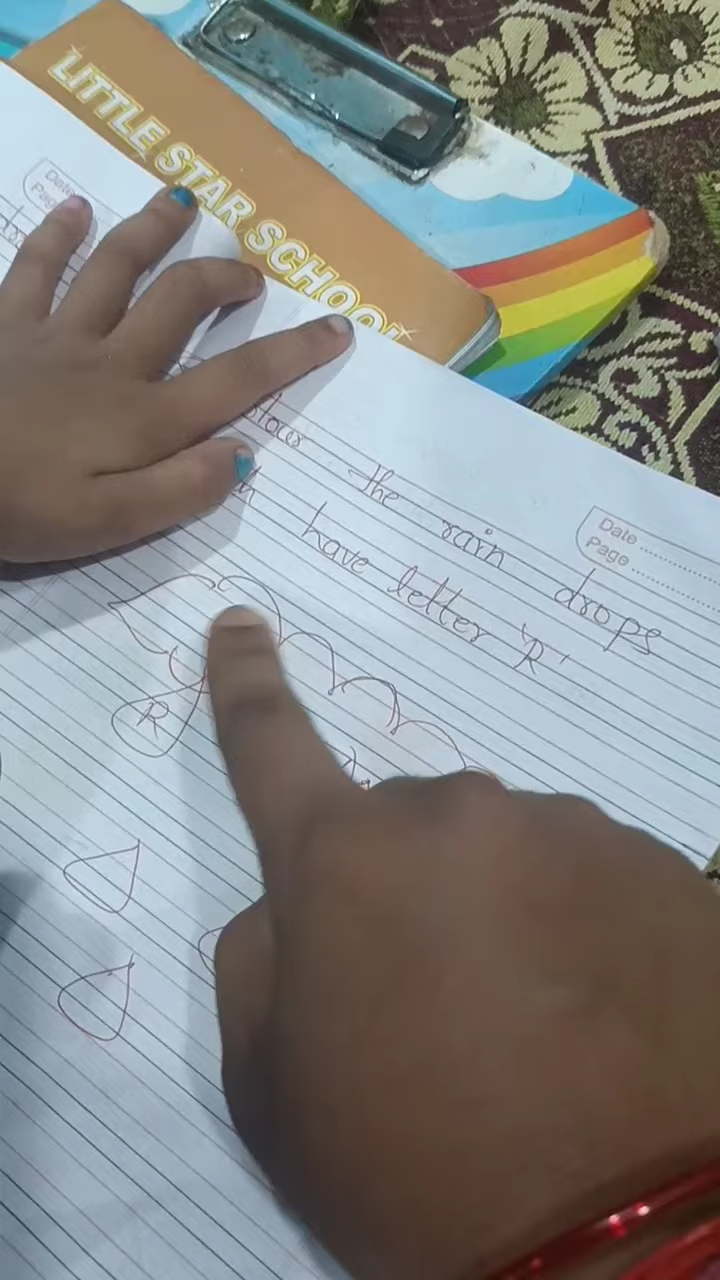 LITTLE STAR SCHOOL
Date
Page
Date
Page
the rain drops
have letter 'R'
R